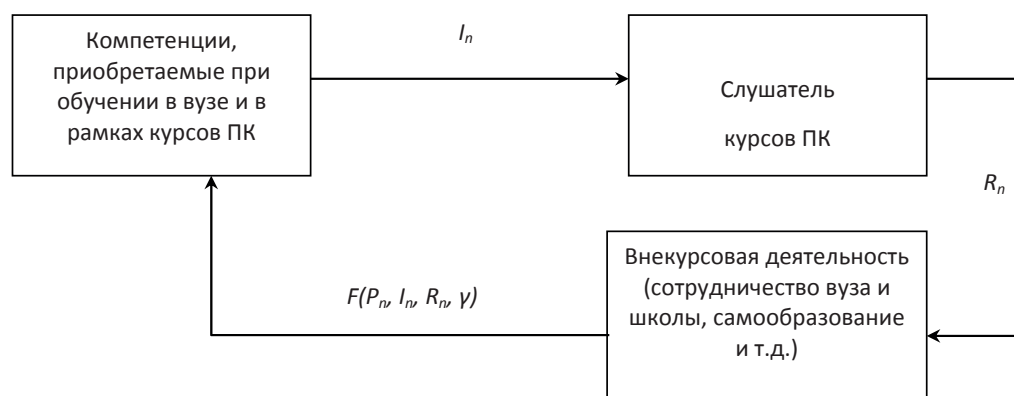 Компетенции,
приобретаемые при
обучении в вузе и в
рамках курсов ПК
Iₙ
Слушатель
курсов ПК
Rₙ
Внекурсовая деятельность
(сотрудничество вуза и
школы, самообразование
и т.д.)
F(Pₙ, Iₙ, Rₙ, γ)